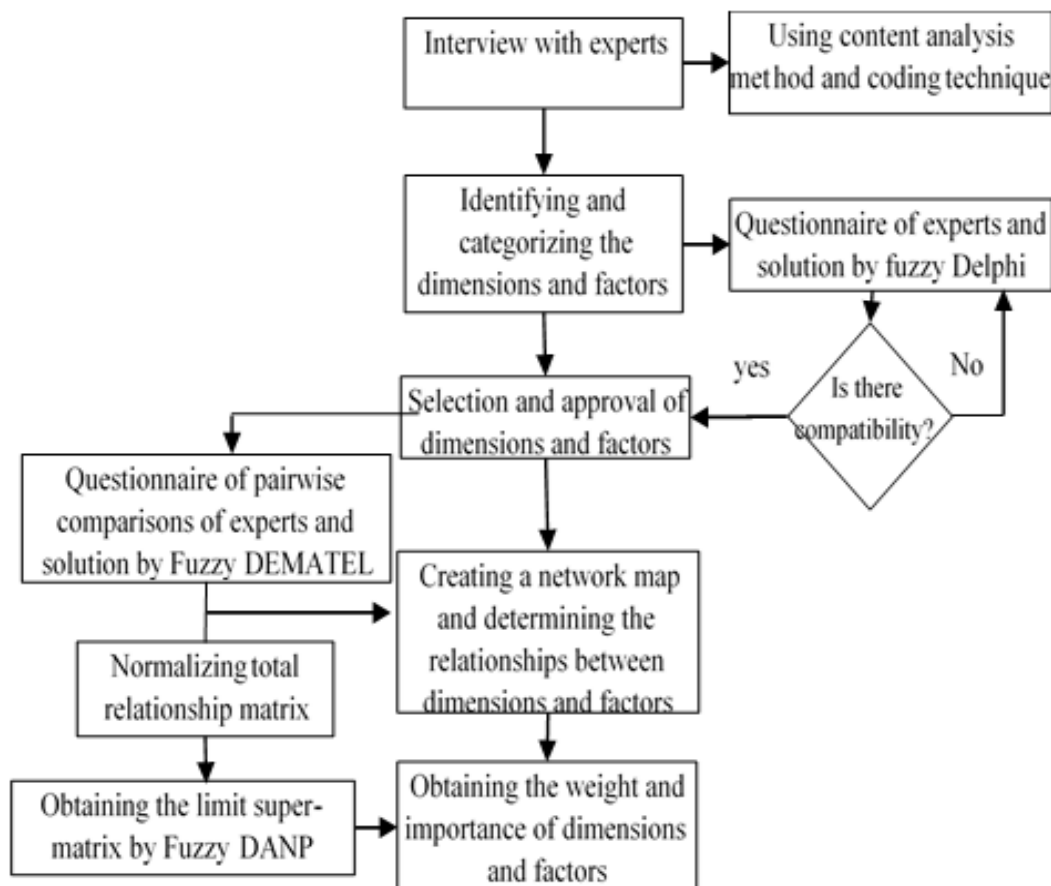 Interview with experts
Using content analysis
method and coding technique
Identifying and
categorizing the
dimensions and factors
Questionnaire of experts and
solution by fuzzy Delphi
yes
No
Is there
compatibility?
Selection and approval of
dimensions and factors
Questionnaire of pairwise
comparisons of experts and
solution by Fuzzy DEMATEL
Creating a network map
and determining the
relationships between
dimensions and factors
Normalizing total
relationship matrix
Obtaining the limit super-
matrix by Fuzzy DANP
Obtaining the weight and
importance of dimensions
and factors